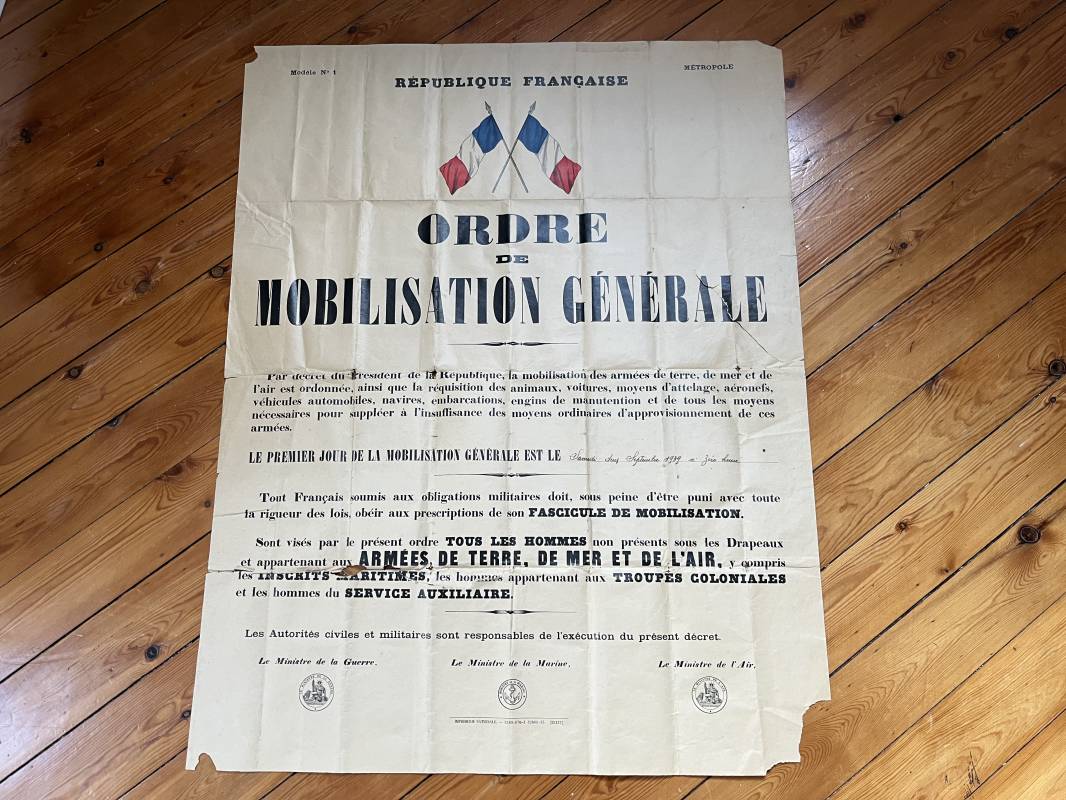 Modèle N° 1
MÉTROPOLE
RÉPUBLIQUE FRANÇAISE
ORDRE
DE
MOBILISATION GÉNÉRALE
Par décret du Président de la République, la mobilisation des armées de terre, de mer et de
l'air est ordonnée, ainsi que la réquisition des animaux, voitures, moyens d'attelage, aéronefs,
véhicules automobiles, navires, embarcations, engins de manutention et de tous les moyens
nécessaires pour suppléer à l'insuffisance des moyens ordinaires d'approvisionnement de ces
armées.
LE PREMIER JOUR DE LA MOBILISATION GÉNÉRALE EST LE Samedi deux Septembre 1939 à zéro heure
Tout Français soumis aux obligations militaires doit, sous peine d'être puni avec toute
la rigueur des lois, obéir aux prescriptions de son FASCICULE DE MOBILISATION.
Sont visés par le présent ordre TOUS LES HOMMES non présents sous les Drapeaux
et appartenant aux ARMÉES DE TERRE, DE MER ET DE L'AIR, y compris
les INSCRITS MARITIMES, les hommes appartenant aux TROUPES COLONIALES
et les hommes du SERVICE AUXILIAIRE.
Les Autorités civiles et militaires sont responsables de l'exécution du présent décret.
Le Ministre de la Guerre,
Le Ministre de la Marine,
Le Ministre de l'Air,
IMPRIMERIE NATIONALE.